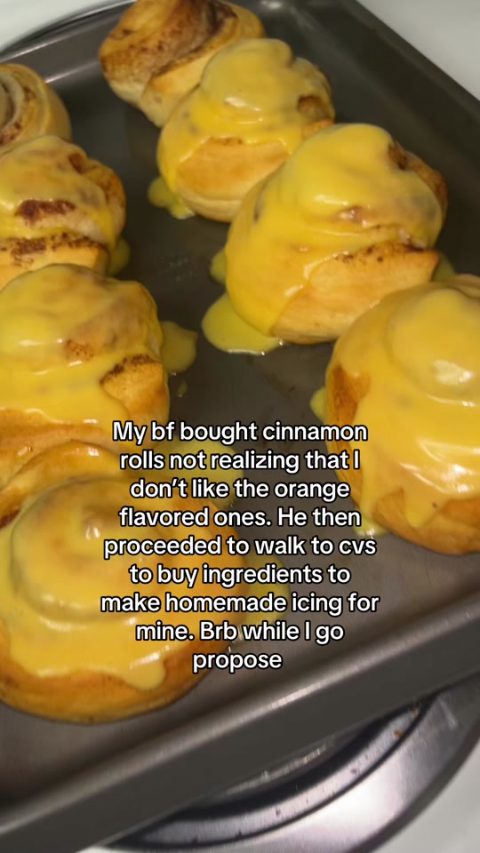 My bf bought cinnamon
rolls not realizing that I
don’t like the orange
flavored ones. He then
proceeded to walk to cvs
to buy ingredients to
make homemade icing for
mine. Brb while I go
propose